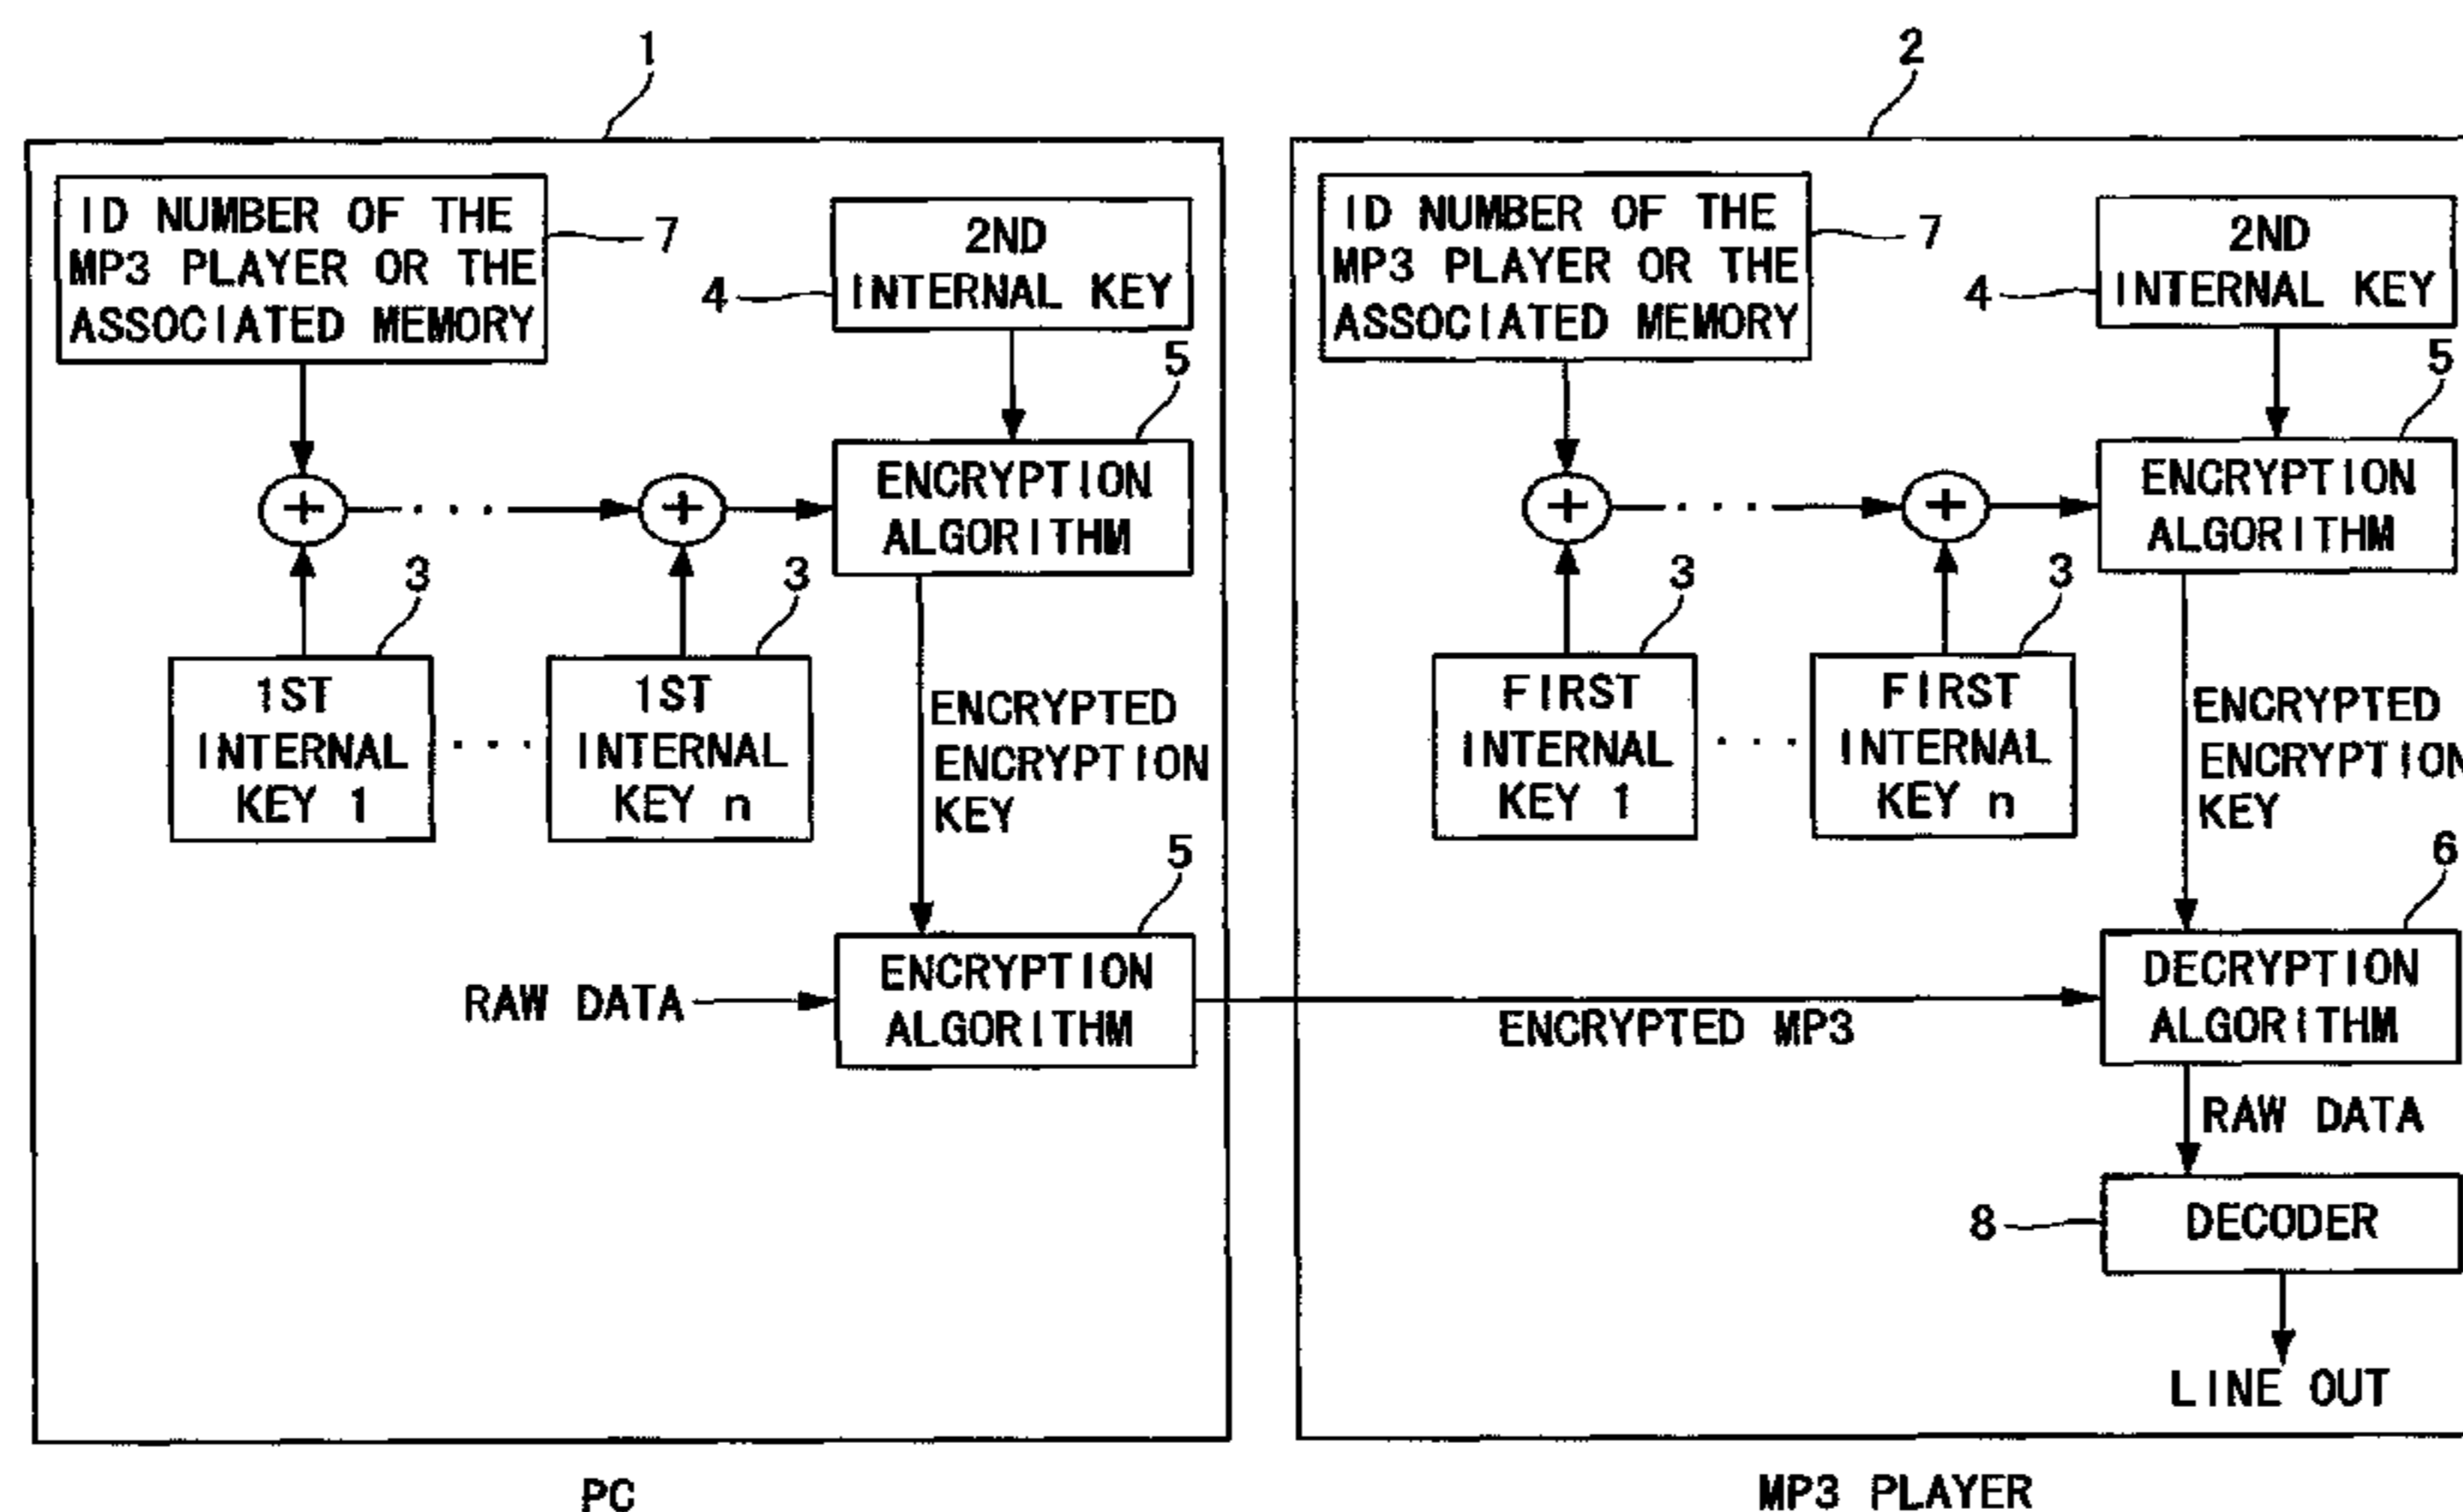 1
ID NUMBER OF THE
MP3 PLAYER OR THE
ASSOCIATED MEMORY
7
2ND
INTERNAL KEY
4
5
ENCRYPTION
ALGORITHM
+
· · ·
+
3
3
1ST
INTERNAL
KEY 1
· · ·
1ST
INTERNAL
KEY n
ENCRYPTED
ENCRYPTION
KEY
5
RAW DATA
ENCRYPTION
ALGORITHM
PC
2
ID NUMBER OF THE
MP3 PLAYER OR THE
ASSOCIATED MEMORY
7
2ND
INTERNAL KEY
4
5
ENCRYPTION
ALGORITHM
+
· · ·
+
3
3
FIRST
INTERNAL
KEY 1
· · ·
FIRST
INTERNAL
KEY n
ENCRYPTED
ENCRYPTION
KEY
6
ENCRYPTED MP3
DECRYPTION
ALGORITHM
RAW DATA
8
DECODER
LINE OUT
MP3 PLAYER